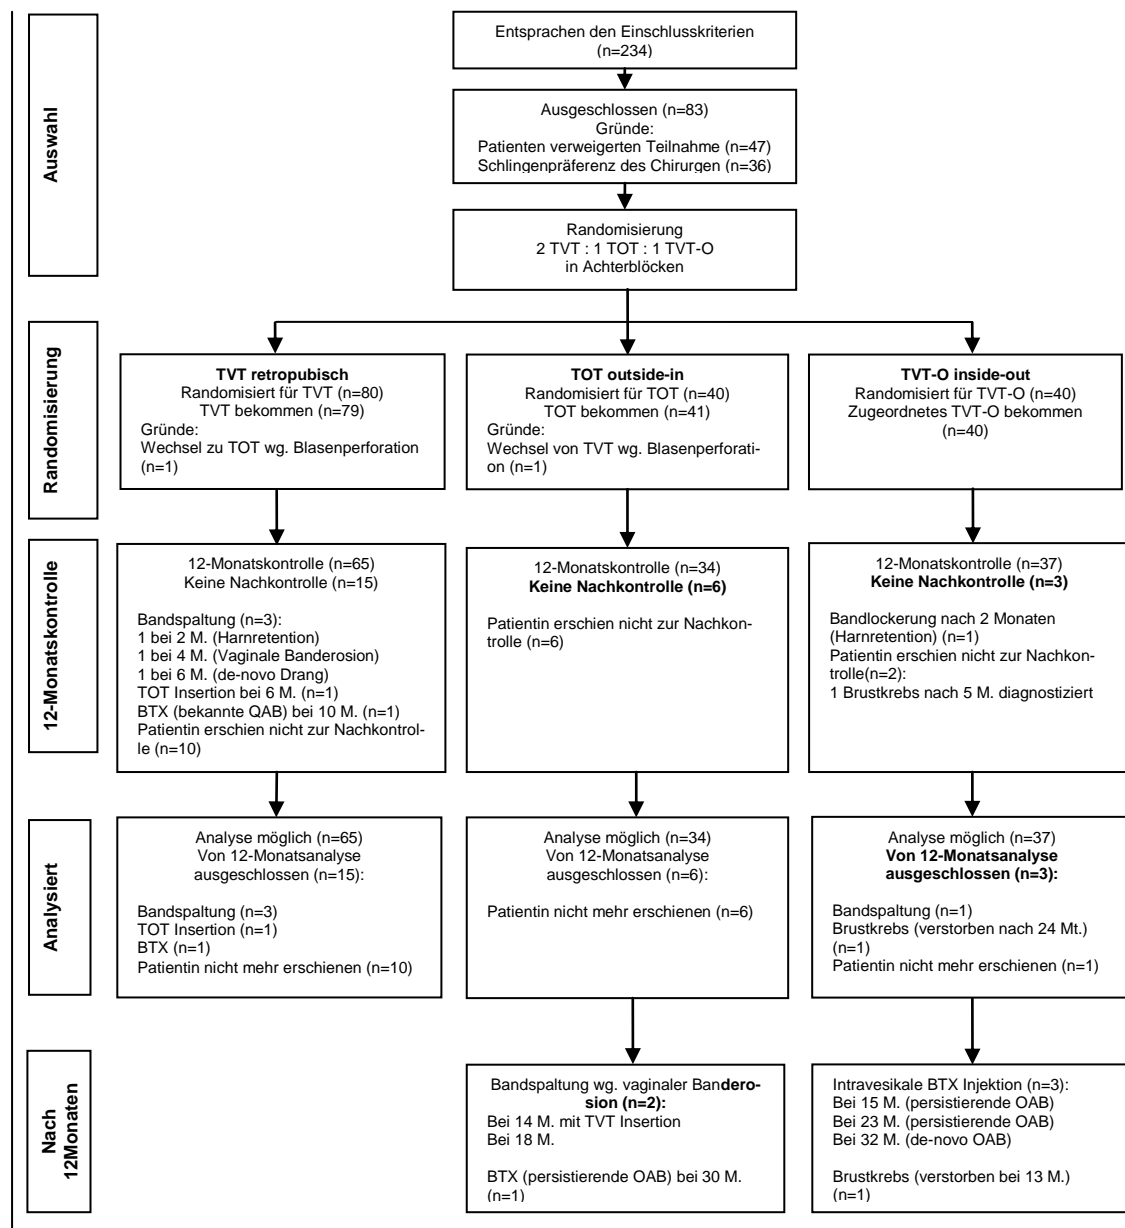 Auswahl
Entsprachen den Einschlusskriterien
(n=234)
Ausgeschlossen (n=83)
Gründe:
Patienten verweigerten Teilnahme (n=47)
Schlingenpräferenz des Chirurgen (n=36)
Randomisierung
2 TVT : 1 TOT : 1 TVT-O
in Achterblöcken
Randomisierung
TVT retropubisch
Randomisiert für TVT (n=80)
TVT bekommen (n=79)
Gründe:
Wechsel zu TOT wg. Blasenperforation
(n=1)
TOT outside-in
Randomisiert für TOT (n=40)
TOT bekommen (n=41)
Gründe:
Wechsel von TVT wg. Blasenperforati-
on (n=1)
TVT-O inside-out
Randomisiert für TVT-O (n=40)
Zugeordnetes TVT-O bekommen
(n=40)
12-Monatskontrolle
12-Monatskontrolle (n=65)
Keine Nachkontrolle (n=15)
Bandspaltung (n=3):
1 bei 2 M. (Harnretention)
1 bei 4 M. (Vaginale Banderosion)
1 bei 6 M. (de-novo Drang)
TOT Insertion bei 6 M. (n=1)
BTX (bekannte QAB) bei 10 M. (n=1)
Patientin erschien nicht zur Nachkontrol-
le (n=10)
12-Monatskontrolle (n=34)
Keine Nachkontrolle (n=6)
Patientin erschien nicht zur Nachkon-
trolle (n=6)
12-Monatskontrolle (n=37)
Keine Nachkontrolle (n=3)
Bandlockerung nach 2 Monaten
(Harnretention) (n=1)
Patientin erschien nicht zur Nachkon-
trolle(n=2):
1 Brustkrebs nach 5 M. diagnostiziert
Analysiert
Analyse möglich (n=65)
Von 12-Monatsanalyse
ausgeschlossen (n=15):
Bandspaltung (n=3)
TOT Insertion (n=1)
BTX (n=1)
Patientin nicht mehr erschienen (n=10)
Analyse möglich (n=34)
Von 12-Monatsanalyse
ausgeschlossen (n=6):
Patientin nicht mehr erschienen (n=6)
Analyse möglich (n=37)
Von 12-Monatsanalyse
ausgeschlossen (n=3):
Bandspaltung (n=1)
Brustkrebs (verstorben nach 24 Mt.)
(n=1)
Patientin nicht mehr erschienen (n=1)
Nach
12Monaten
Bandspaltung wg. vaginaler Bandero-
sion (n=2):
Bei 14 M. mit TVT Insertion
Bei 18 M.
BTX (persistierende OAB) bei 30 M.
(n=1)
Intravesikale BTX Injektion (n=3):
Bei 15 M. (persistierende OAB)
Bei 23 M. (persistierende OAB)
Bei 32 M. (de-novo OAB)
Brustkrebs (verstorben bei 13 M.)
(n=1)